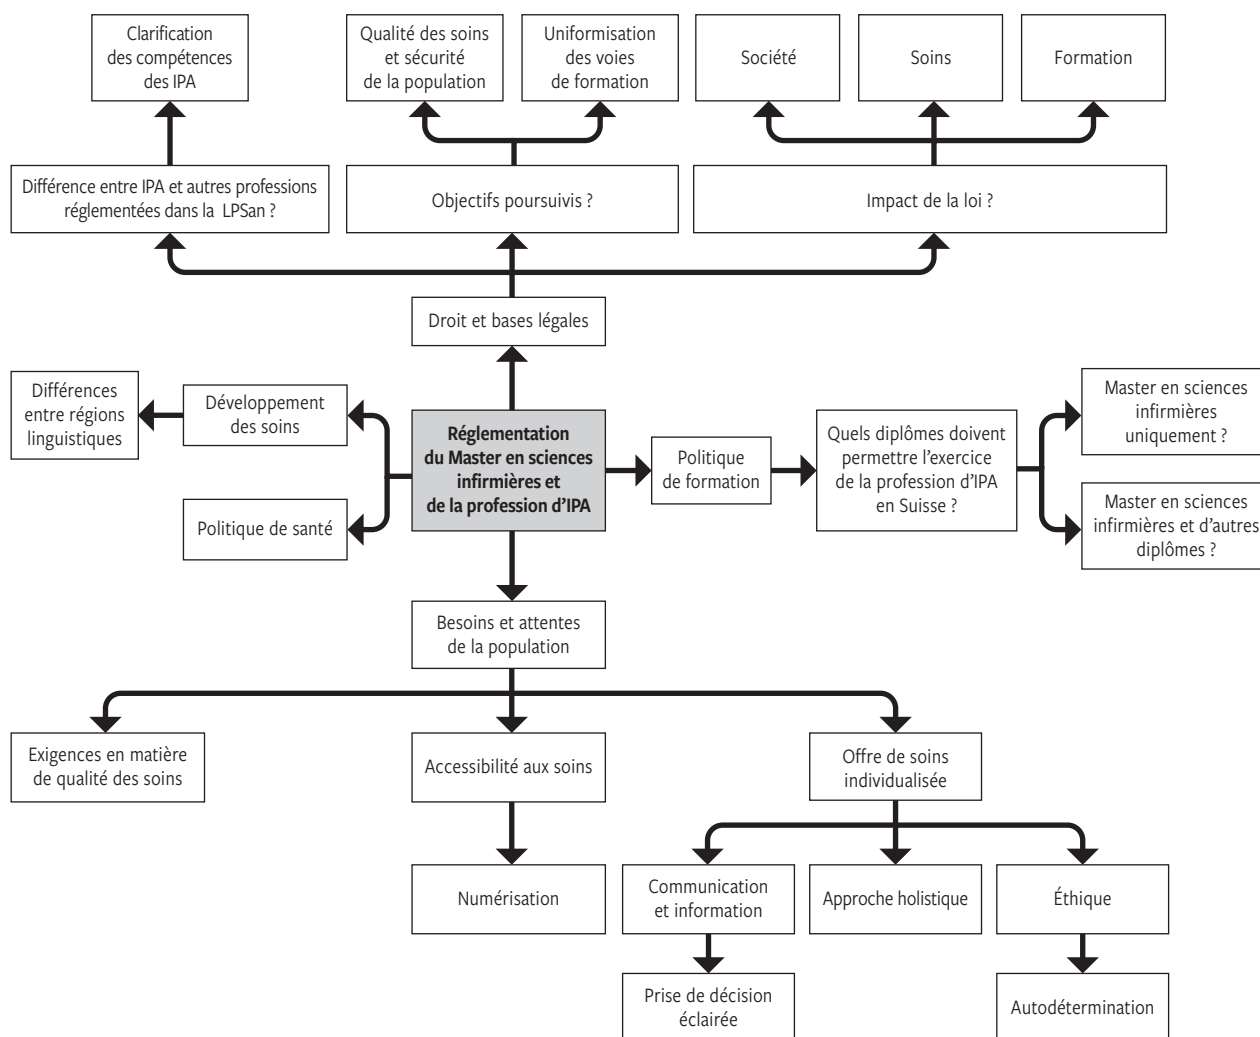 Clarification
des compétences
des IPA
Qualité des soins
et sécurité
de la population
Uniformisation
des voies
de formation
Société
Soins
Formation
Différence entre IPA et autres professions
réglementées dans la LPSan ?
Objectifs poursuivis ?
Impact de la loi ?
Droit et bases légales
Différences
entre régions
linguistiques
Développement
des soins
Politique de santé
Réglementation
du Master en sciences
infirmières et
de la profession d'IPA
Politique
de formation
Quels diplômes doivent
permettre l'exercice
de la profession d'IPA
en Suisse ?
Master en sciences
infirmières
uniquement ?
Master en sciences
infirmières et d'autres
diplômes ?
Besoins et attentes
de la population
Exigences en matière
de qualité des soins
Accessibilité aux soins
Offre de soins
individualisée
Numérisation
Communication
et information
Approche holistique
Éthique
Prise de décision
éclairée
Autodétermination